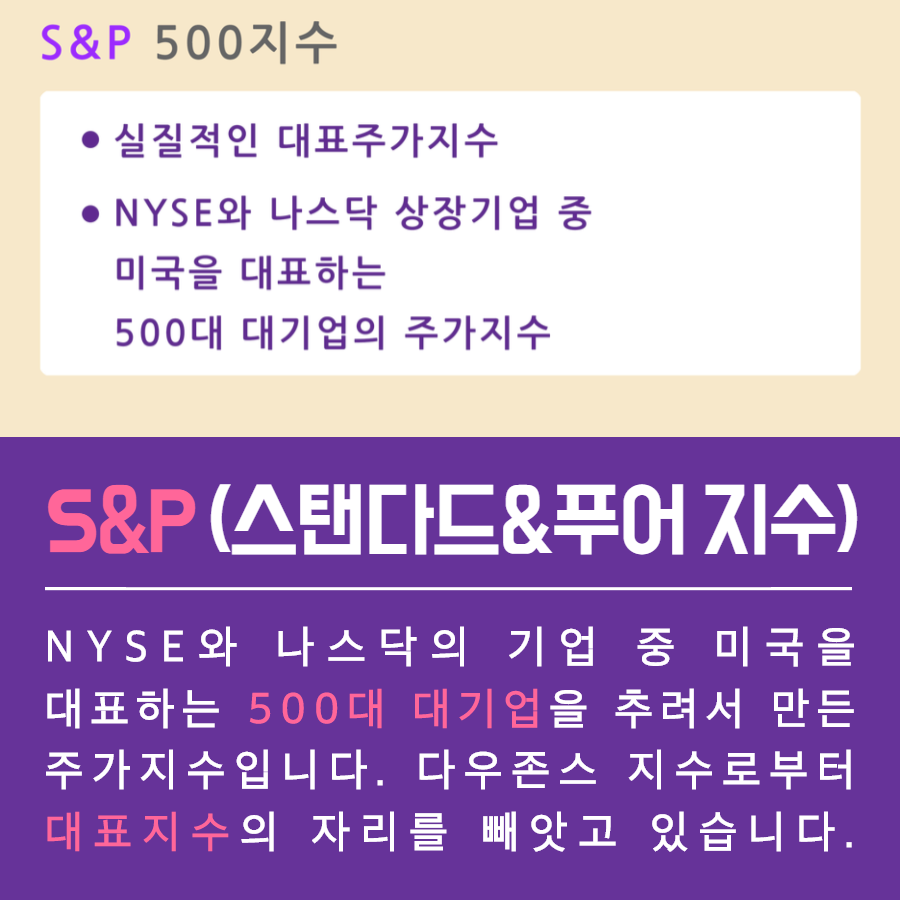 S&P 500지수
• 실질적인 대표주가지수
• NYSE와 나스닥 상장기업 중
미국을 대표하는
500대 대기업의 주가지수
S&P (스탠다드&푸어 지수)
NYSE와 나스닥의 기업 중 미국을
대표하는 500대 대기업을 추려서 만든
주가지수입니다. 다우존스 지수로부터
대표지수의 자리를 빼앗고 있습니다.